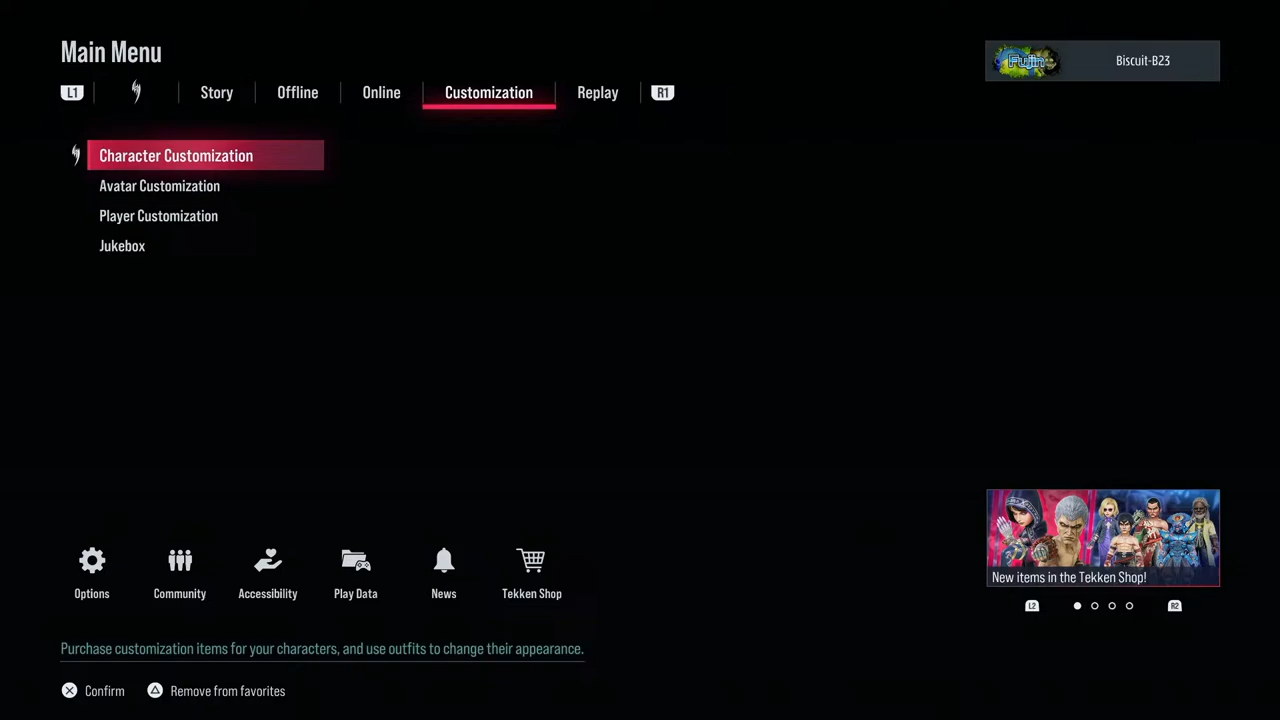 Main Menu
Fujin
Biscuit-B23
L1
Story
Offline
Online
Customization
Replay
R1
Character Customization
Avatar Customization
Player Customization
Jukebox
New items in the Tekken Shop!
L2
R2
Options
Community
Accessibility
Play Data
News
Tekken Shop
Purchase customization items for your characters, and use outfits to change their appearance.
Confirm
Remove from favorites